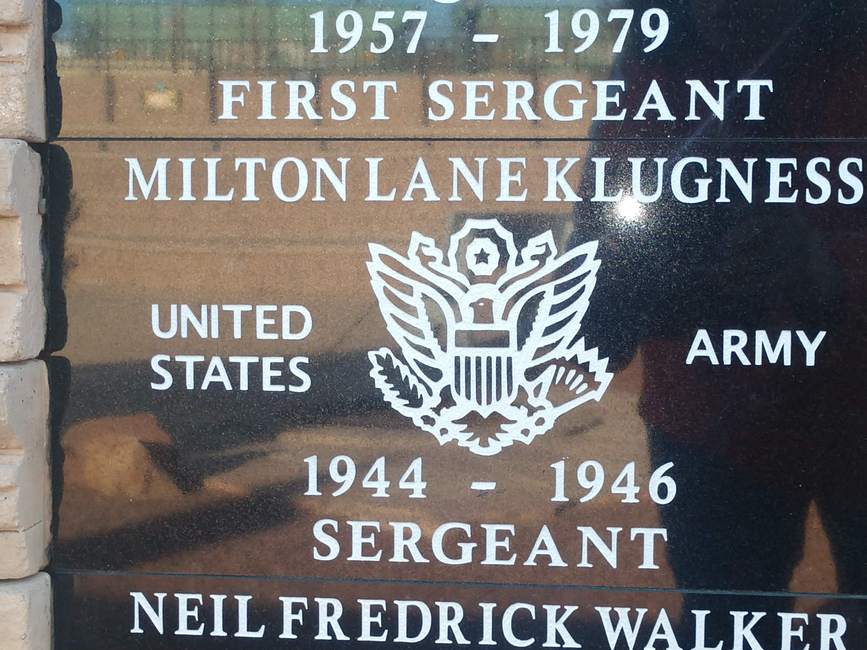 1957 - 1979
FIRST SERGEANT
MILTON LANE KLUGNESS
UNITED STATES ARMY
1944 - 1946
SERGEANT
NEIL FREDRICK WALKER